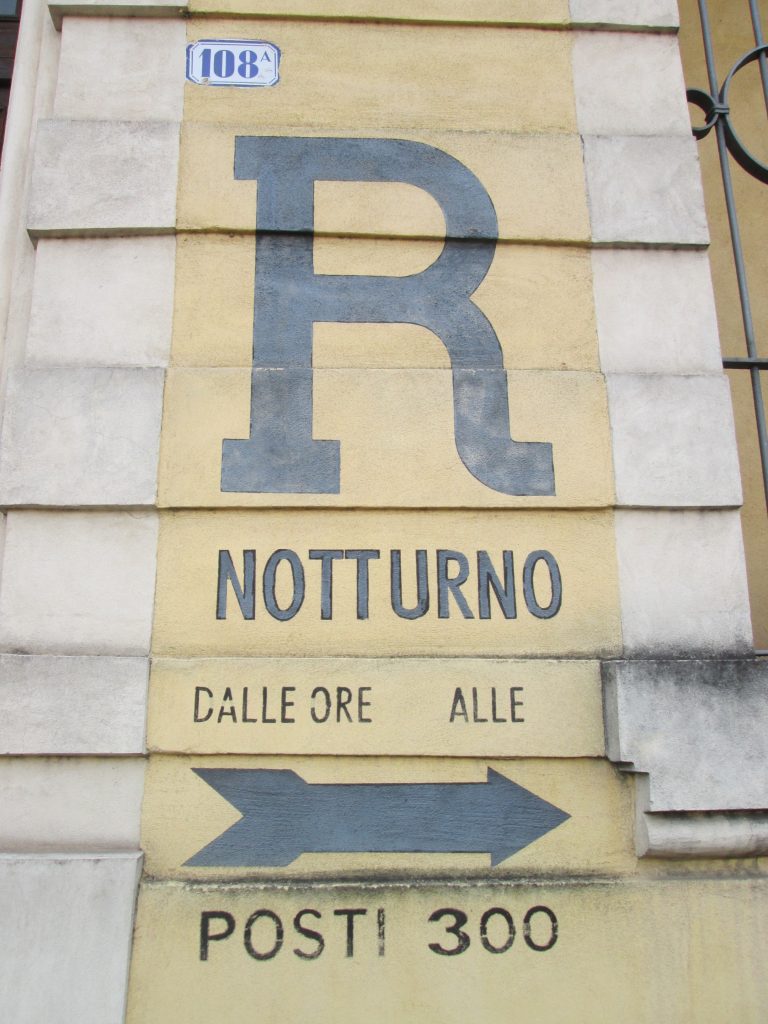 108A
R
NOTTURNO
DALLE ORE ALLE
POSTI 300